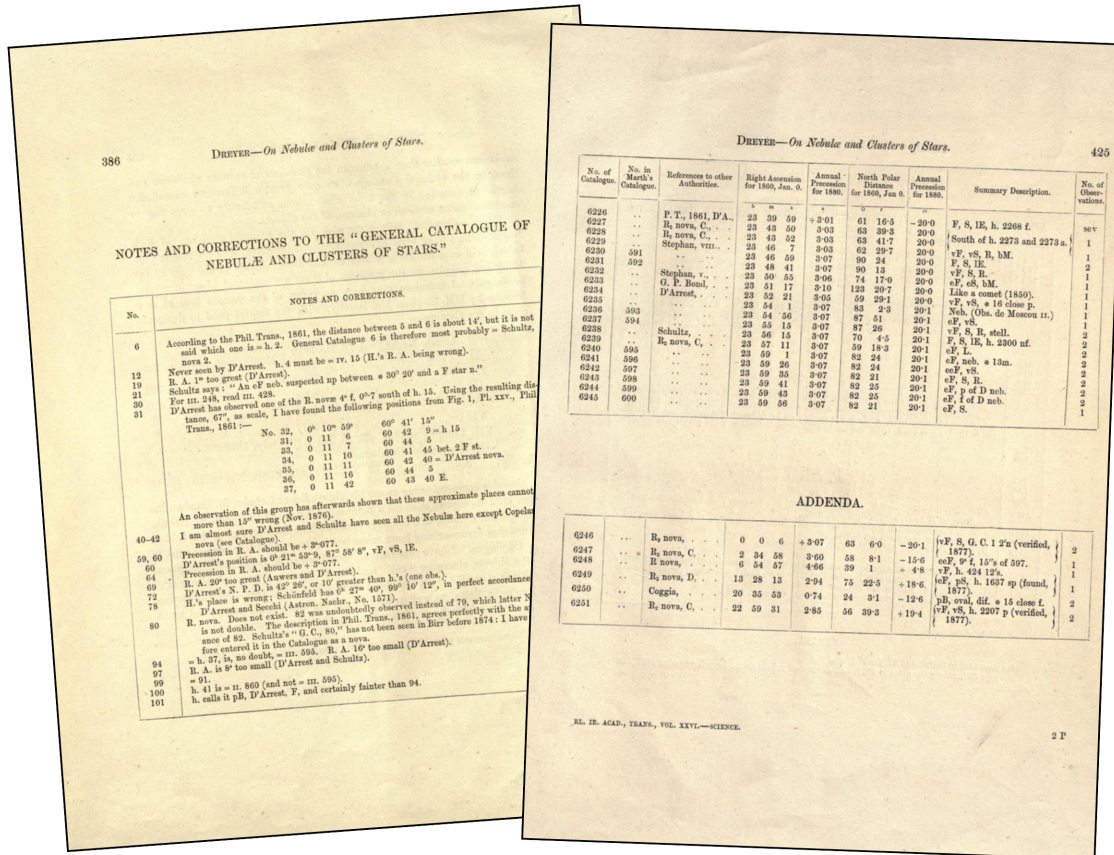 386
DREYER—On Nebulæ and Clusters of Stars.
NOTES AND CORRECTIONS TO THE "GENERAL CATALOGUE OF
NEBULÆ AND CLUSTERS OF STARS."
No.
NOTES AND CORRECTIONS.
6 According to the Phil. Trans., 1861, the distance between 5 and 6 is about 14′, but it is not
said which one is = h. 2. General Catalogue 6 is therefore most probably = Schultz,
nova 2.
12 Never seen by D'Arrest. h. 4 must be = IV. 15 (H.'s R. A. being wrong).
19 R. A. 1ᵐ too great (D'Arrest).
21 Schultz says: "An eF neb. suspected np between * 30° 20′ and a F star n."
30 For III. 248, read III. 428.
31 D'Arrest has observed one of the R. novæ 4ˢ f, 0ᵐ·7 south of h. 15. Using the resulting dis-
tance, 67″, as scale, I have found the following positions from Fig. 1, Pl. XXV., Phil
Trans., 1861:—
No. 32, 0ʰ 10ᵐ 59ˢ 60° 41′ 15″
31, 0 11 6 60 42 9 = h 15
33, 0 11 7 60 44 5
34, 0 11 10 60 41 45 bet. 2 F st.
35, 0 11 11 60 42 40 = D'Arrest nova.
36, 0 11 16 60 44 5
37, 0 11 42 60 43 40 E.
An observation of this group has afterwards shown that these approximate places cannot
more than 15″ wrong (Nov. 1876).
40–42 I am almost sure D'Arrest and Schultz have seen all the Nebulæ here except Copela
nova (see Catalogue).
59, 60 Precession in R. A. should be + 3ˢ·077.
60 D'Arrest's position is 0ʰ 21ᵐ 53ˢ·9, 87° 58′ 8″, vF, vS, lE.
64 Precession in R. A. should be + 3ˢ·077.
69 R. A. 20ˢ too great (Auwers and D'Arrest).
72 D'Arrest's N. P. D. is 42° 26′, or 10′ greater than h.'s (one obs.).
78 H.'s place is wrong; Schönfeld has 0ʰ 27ᵐ 40ˢ, 99° 10′ 12″, in perfect accordance
D'Arrest and Secchi (Astron. Nachr., No. 1571).
80 R. nova. Does not exist. 82 was undoubtedly observed instead of 79, which latter N
is not double. The description in Phil. Trans., 1861, agrees perfectly with the a
ance of 82. Schultz's "G. C., 80," has not been seen in Birr before 1874: I have
fore entered it in the Catalogue as a nova.
94 = h. 37, is, no doubt, = III. 595. R. A. 16ˢ too small (D'Arrest).
97 R. A. is 8ˢ too small (D'Arrest and Schultz).
99 = 91.
100 h. 41 is = II. 860 (and not = III. 595).
101 h. calls it pB, D'Arrest, F, and certainly fainter than 94.
DREYER—On Nebulæ and Clusters of Stars.
425
No. of Catalogue. No. in Marth's Catalogue. References to other Authorities. Right Ascension for 1860, Jan. 0. Annual Precession for 1880. North Polar Distance for 1860, Jan. 0. Annual Precession for 1880. Summary Description. No. of Observations.
h m s s ° ′ ″
6226 .. P. T., 1861, D'A., 23 39 59 +3·01 61 16·5 −20·0 F, S, lE, h. 2268 f. sev
6227 .. R₂ nova, C., . . 23 43 50 3·03 63 39·3 20·0 South of h. 2273 and 2273 a. 1
6228 .. R₂ nova, C., . . 23 43 52 3·03 63 41·7 20·0
6229 .. Stephan, VIII., . . 23 46 7 3·03 62 29·7 20·0 vF, vS, R, bM. 1
6230 591 .. 23 46 59 3·07 90 24 20·0 F, S, lE. 2
6231 592 .. 23 48 41 3·07 90 13 20·0 vF, S, R. 1
6232 .. Stephan, V., . . 23 50 55 3·06 74 17·0 20·0 eF, eS, bM. 1
6233 .. G. P. Bond, . . 23 51 17 3·10 123 20·7 20·0 Like a comet (1850). 1
6234 .. D'Arrest, . . 23 52 21 3·05 59 29·1 20·0 vF, vS, * 16 close p. 1
6235 .. .. 23 54 1 3·07 83 2·3 20·1 Neb. (Obs. de Moscou II.) 1
6236 593 .. 23 54 56 3·07 87 51 20·1 eF, vS. 1
6237 594 .. 23 55 15 3·07 87 26 20·1 vF, S, R, stell. 2
6238 .. Schultz, . . 23 56 15 3·07 70 4·5 20·1 F, S, lE, h. 2300 nf. 2
6239 .. R₂ nova, C, . . 23 57 11 3·07 59 18·3 20·1 eF, L. 1
6240 595 .. 23 59 1 3·07 82 24 20·1 eF, neb. * 13m. 2
6241 596 .. 23 59 26 3·07 82 24 20·1 eeF, vS. 1
6242 597 .. 23 59 35 3·07 82 21 20·1 eF, S, R. 2
6243 598 .. 23 59 41 3·07 82 25 20·1 eF, p of D neb. 2
6244 599 .. 23 59 43 3·07 82 25 20·1 eF, f of D neb. 2
6245 600 .. 23 59 56 3·07 82 21 20·1 eF, S. 1
ADDENDA.
6246 .. R₂ nova, . . . 0 0 6 +3·07 63 6·0 −20·1 vF, S, G. C. 1 2′n (verified, 1877). 2
6247 .. R₂ nova, C. . . 2 34 58 3·60 58 8·1 −15·6 eeF, 9ˢ f, 15″s of 597. 1
6248 .. R nova, . . . 6 54 57 4·66 39 1 + 4·8 vF, h. 424 12′s. 1
6249 .. R₂ nova, D. . . 13 28 13 2·94 75 22·5 +18·6 eF, pS, h. 1637 sp (found, 1877). 1
6250 Coggia, . . . 20 35 53 0·74 24 3·1 −12·6 pB, oval, dif. * 15 close f. 2
6251 .. R₂ nova, C, . . 22 59 31 2·85 56 39·3 +19·4 vF, vS, h. 2207 p (verified, 1877). 2
RL. IR. ACAD., TRANS., VOL. XXVI.—SCIENCE.
2 P